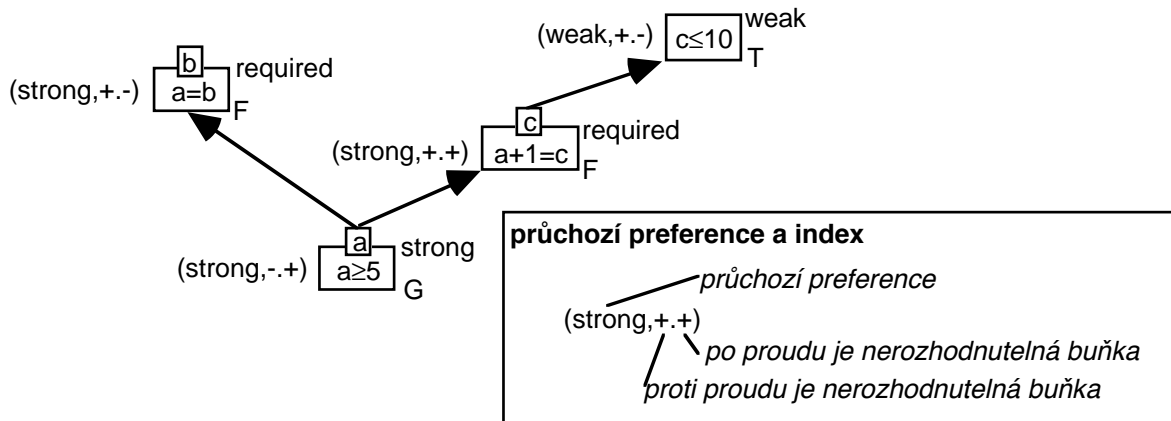 weak
(weak,+.-)
c≤10
T
b
required
(strong,+.-)
a=b
F
c
required
(strong,+.+)
a+1=c
F
a
strong
(strong,-.+)
a≥5
G
průchozí preference a index
průchozí preference
(strong,+.+)
po proudu je nerozhodnutelná buňka
proti proudu je nerozhodnutelná buňka